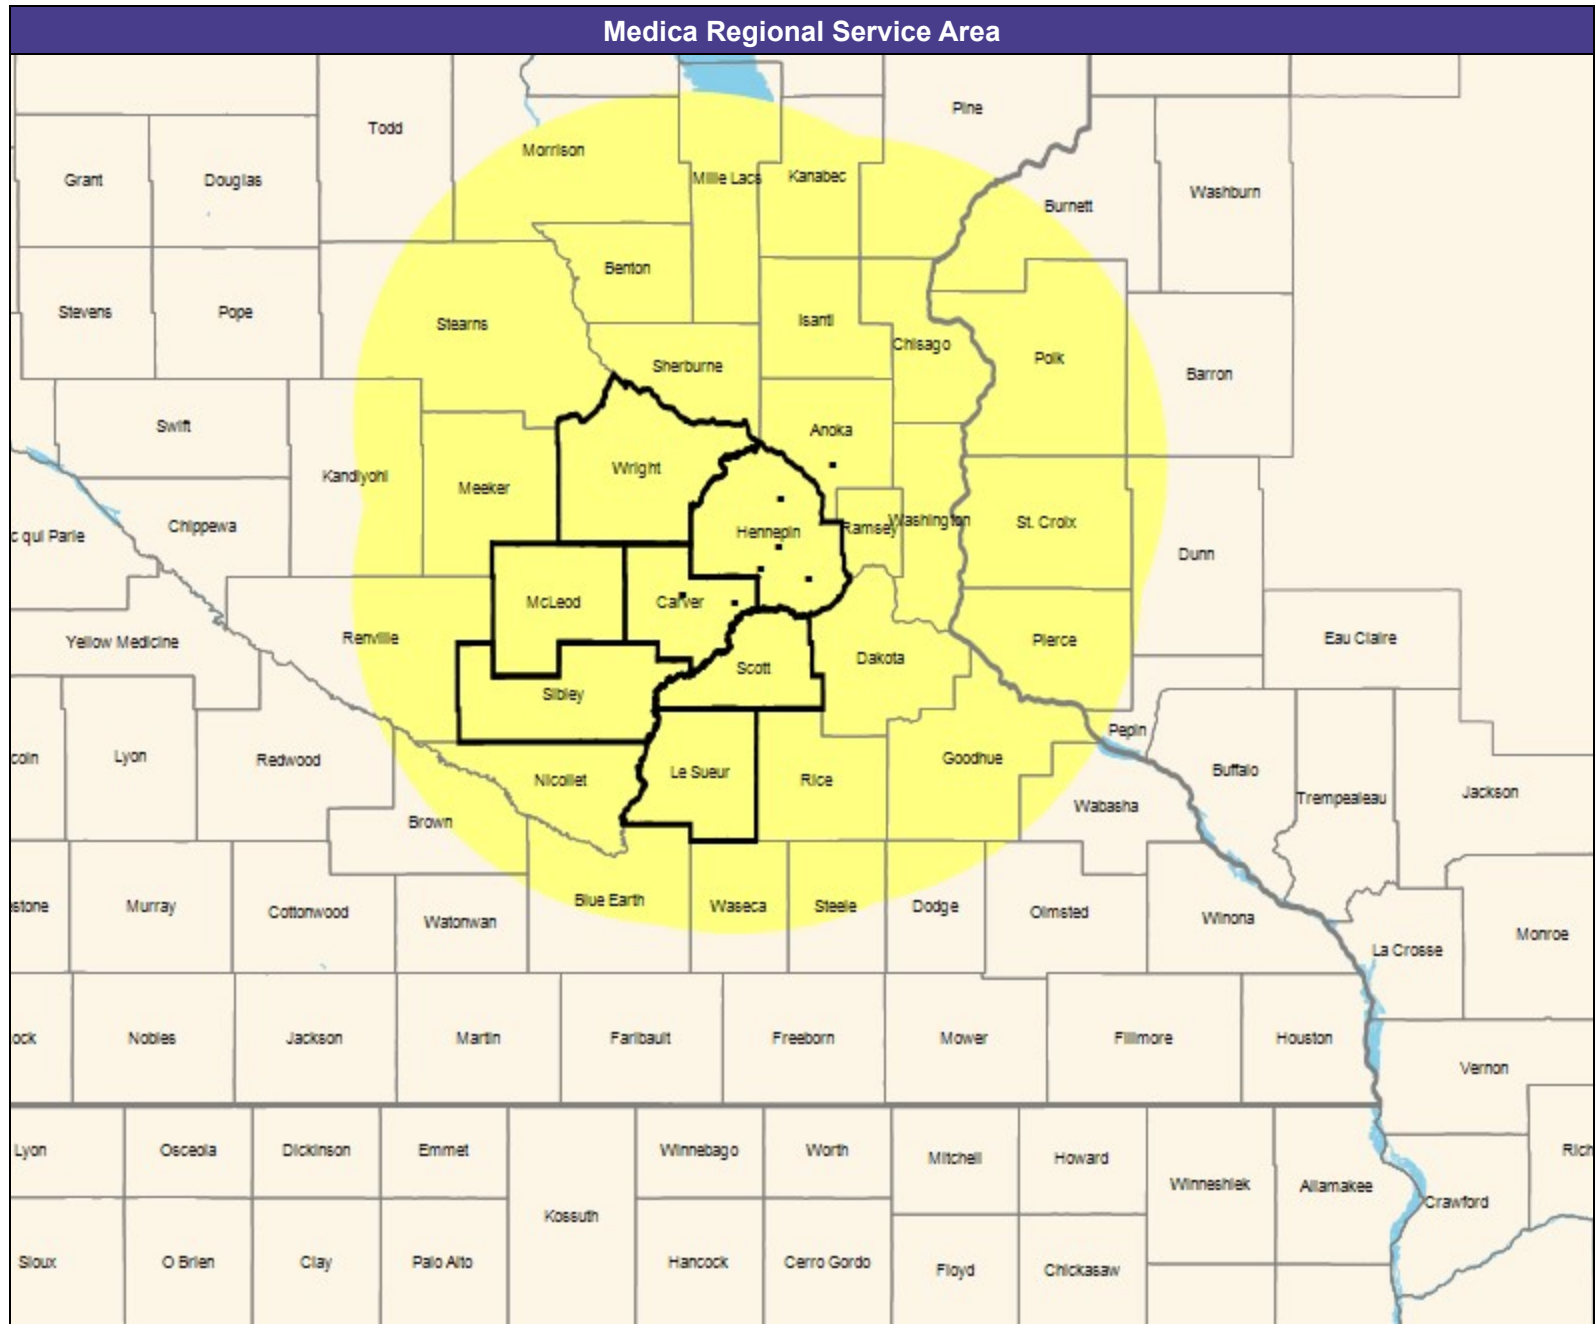 Medica Regional Service Area
Pine
Todd
Morrison
Grant
Douglas
Mille Lacs
Kanabec
Washburn
Burnett
Benton
Stevens
Pope
Stearns
Isanti
Chisago
Polk
Sherburne
Barron
Swift
Anoka
Kandiyohi
Wright
Meeker
Chippewa
Hennepin
Ramsey
Washington
St. Croix
c qui Parle
Dunn
McLeod
Carver
Yellow Medicine
Renville
Pierce
Eau Claire
Dakota
Scott
Sibley
Pepin
coln
Lyon
Redwood
Nicollet
Le Sueur
Rice
Goodhue
Buffalo
Trempealeau
Jackson
Wabasha
Brown
stone
Murray
Cottonwood
Watonwan
Blue Earth
Waseca
Steele
Dodge
Olmsted
Winona
La Crosse
Monroe
ock
Nobles
Jackson
Martin
Faribault
Freeborn
Mower
Fillmore
Houston
Vernon
Lyon
Osceola
Dickinson
Emmet
Winnebago
Worth
Mitchell
Howard
Winneshiek
Allamakee
Rich
Crawford
Kossuth
Sioux
O Brien
Clay
Palo Alto
Hancock
Cerro Gordo
Floyd
Chickasaw